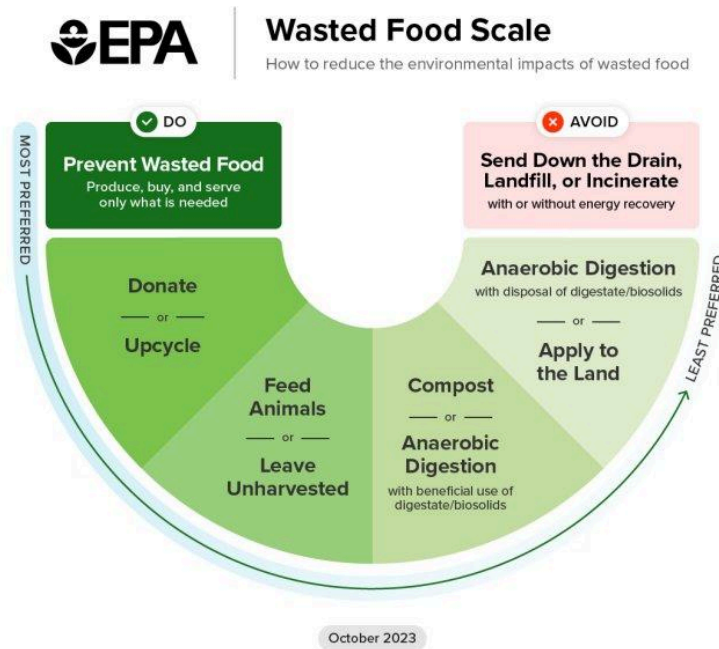 EPA
Wasted Food Scale
How to reduce the environmental impacts of wasted food
DO
AVOID
MOST PREFERRED
Prevent Wasted Food
Produce, buy, and serve
only what is needed
Send Down the Drain,
Landfill, or Incinerate
with or without energy recovery
Donate
or
Upcycle
Feed
Animals
or
Leave
Unharvested
Compost
or
Anaerobic
Digestion
with beneficial use of
digestate/biosolids
Anaerobic Digestion
with disposal of digestate/biosolids
or
Apply to
the Land
LEAST PREFERRED
October 2023